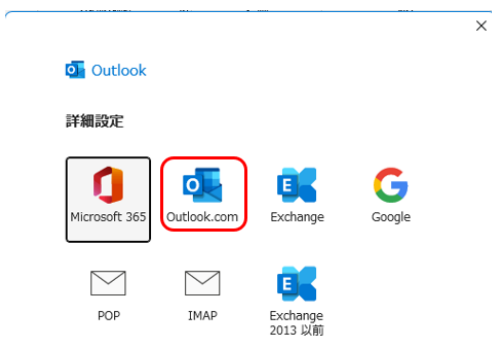 Outlook
詳細設定
Microsoft 365 Outlook.com Exchange Google
POP IMAP Exchange
2013 以前